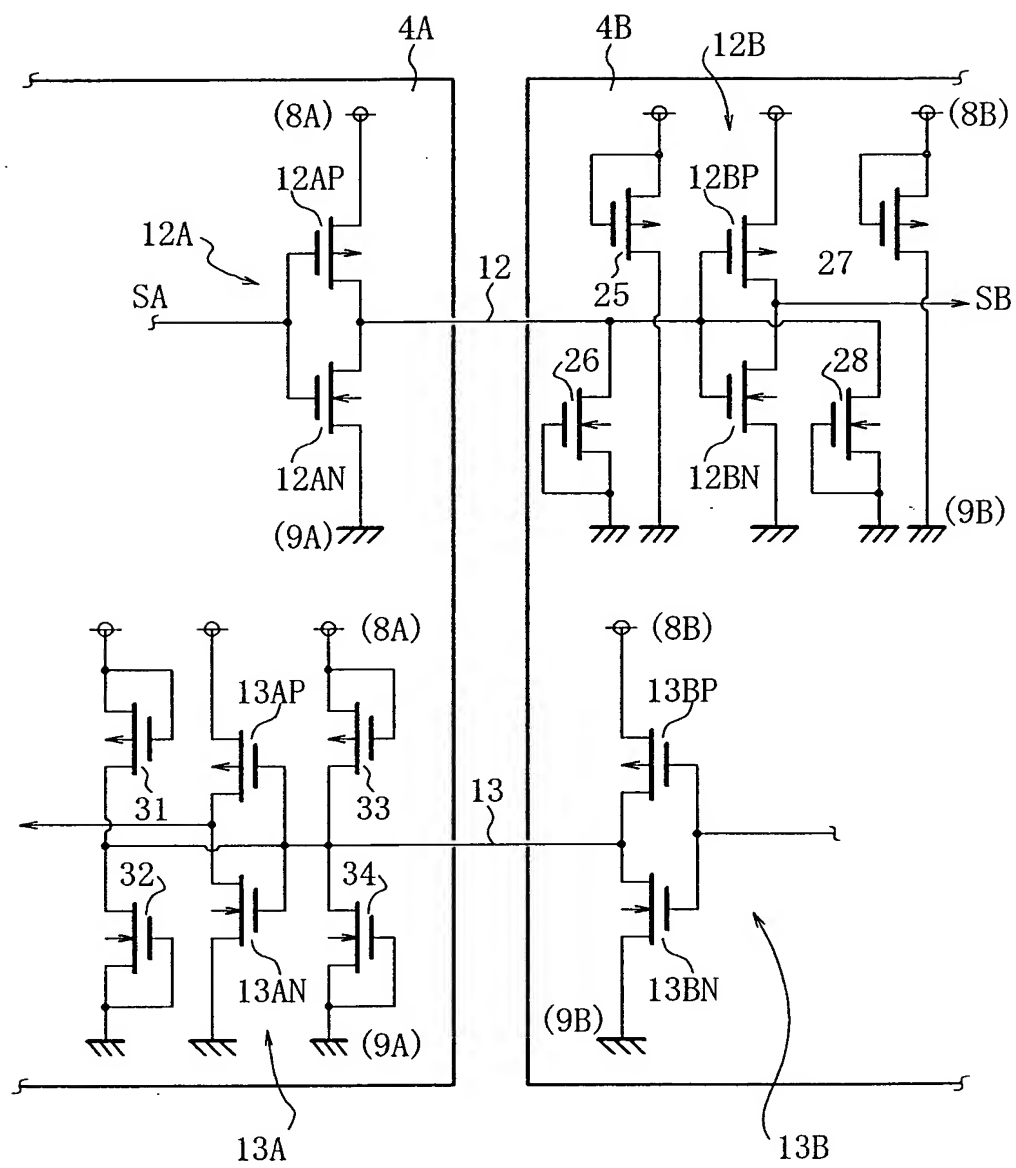 4A
4B
12B
(8A)
(8B)
12AP
12BP
12A
25
27
SA
12
SB
26
28
12AN
12BN
(9A)
(9B)
(8A)
(8B)
13AP
13BP
31
33
13
32
34
13AN
13BN
(9B)
(9A)
13A
13B